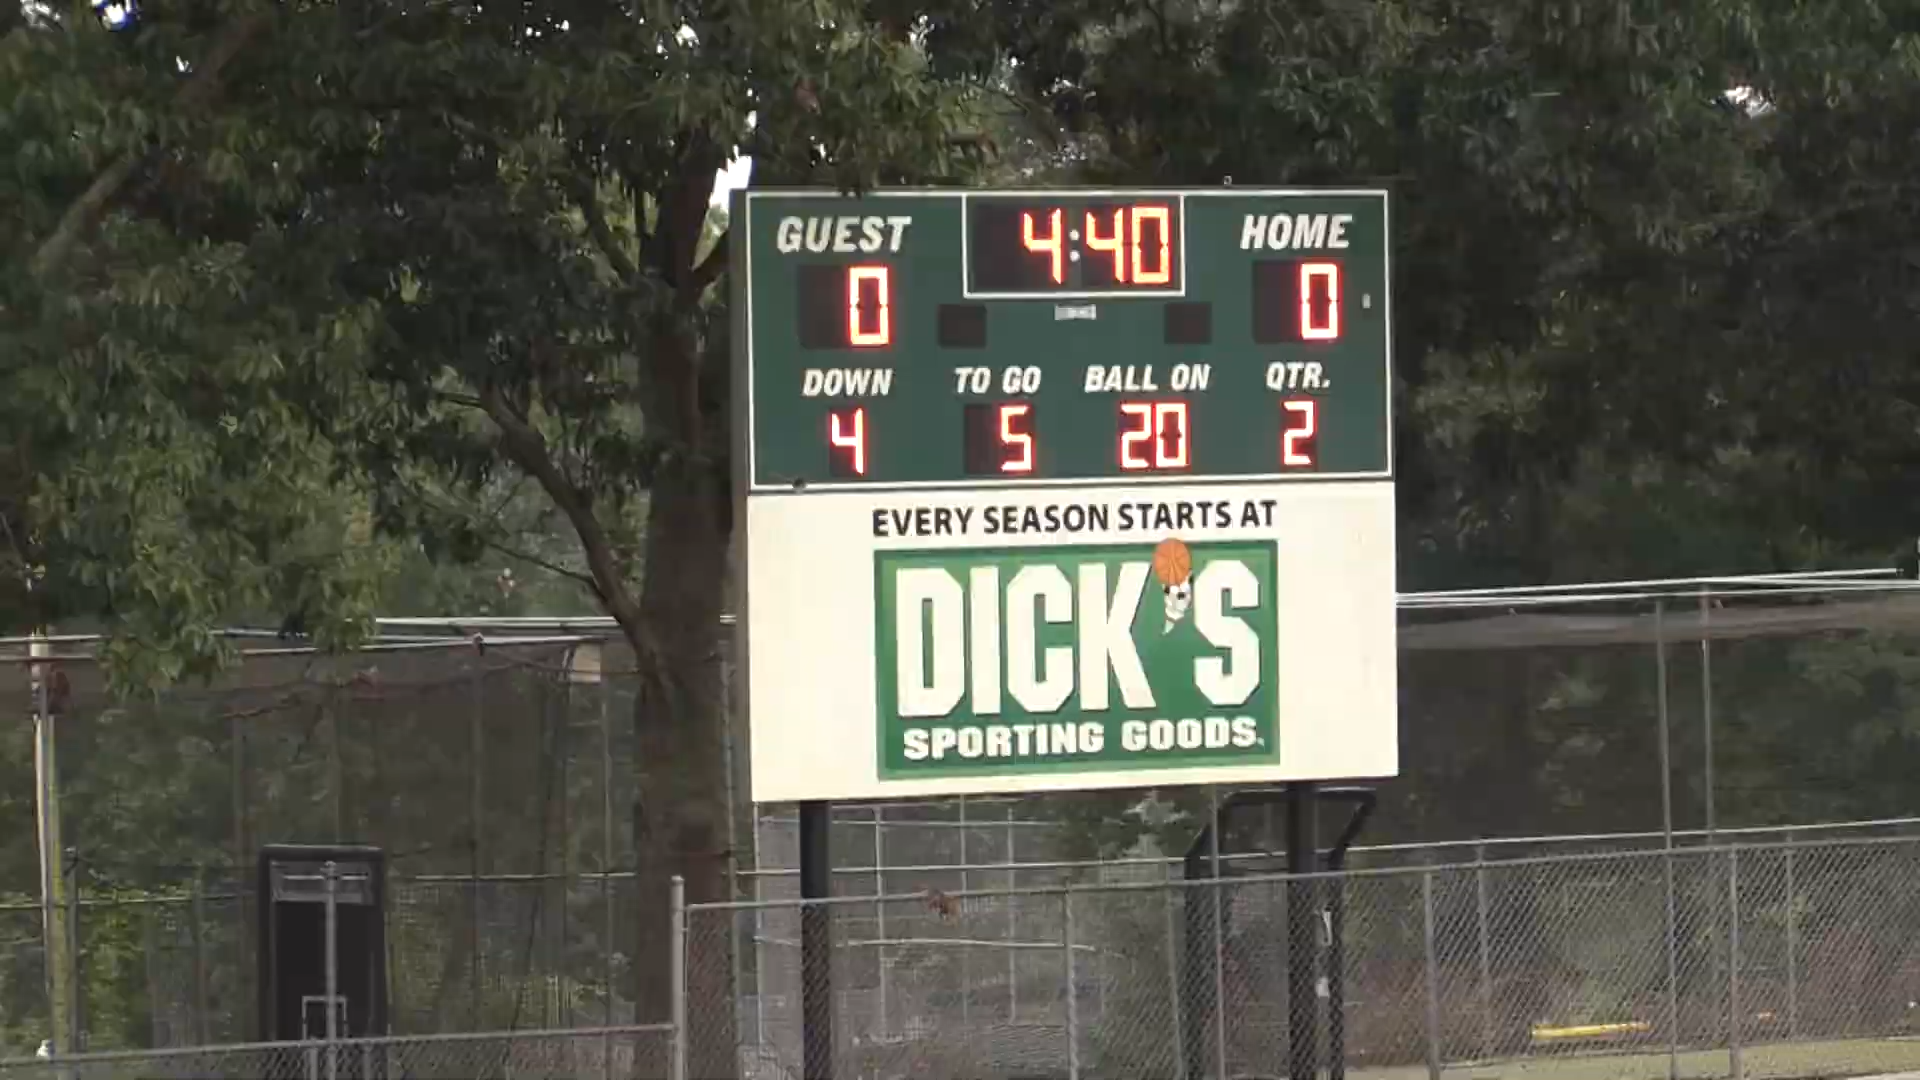 GUEST 4:40 HOME
0 0
DOWN TO GO BALL ON QTR.
4 5 20 2
EVERY SEASON STARTS AT
DICK'S
SPORTING GOODS.